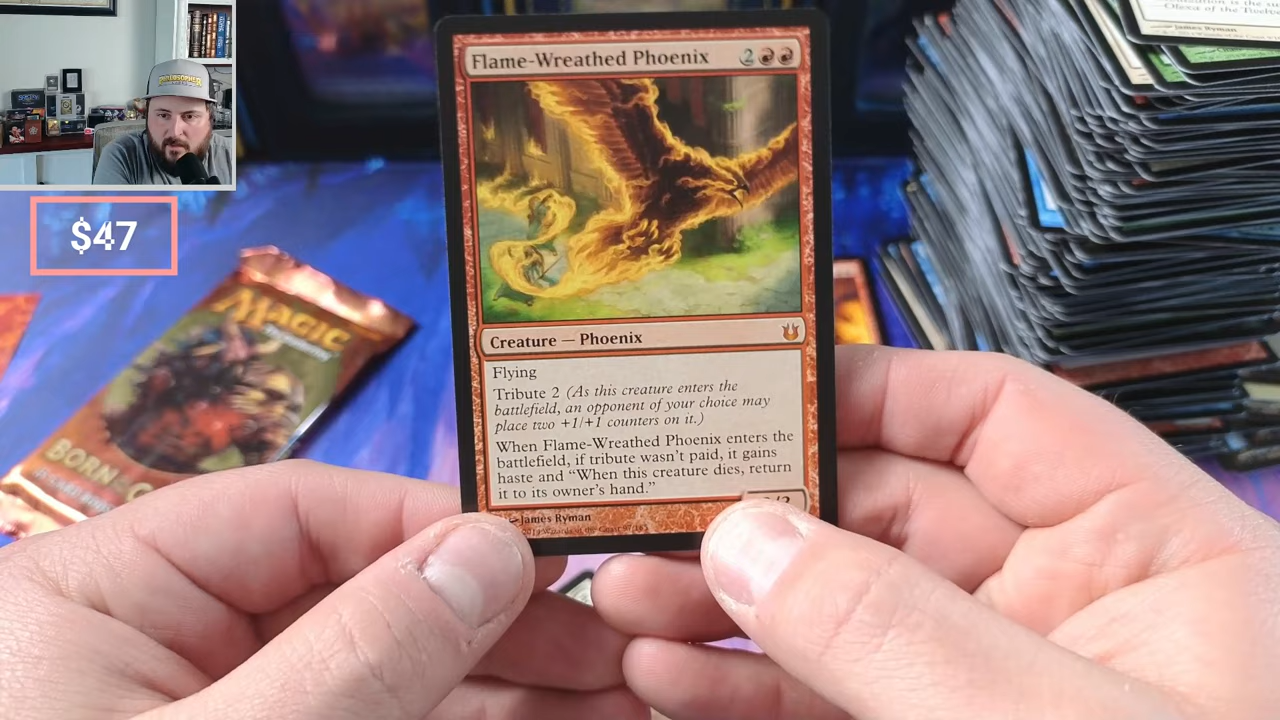 PHILOSOPHER
$47
Flame-Wreathed Phoenix 2
Creature — Phoenix
Flying
Tribute 2 (As this creature enters the
battlefield, an opponent of your choice may
place two +1/+1 counters on it.)
When Flame-Wreathed Phoenix enters the
battlefield, if tribute wasn't paid, it gains
haste and "When this creature dies, return
it to its owner's hand."
James Ryman
MAGIC
BORN
James Ryman